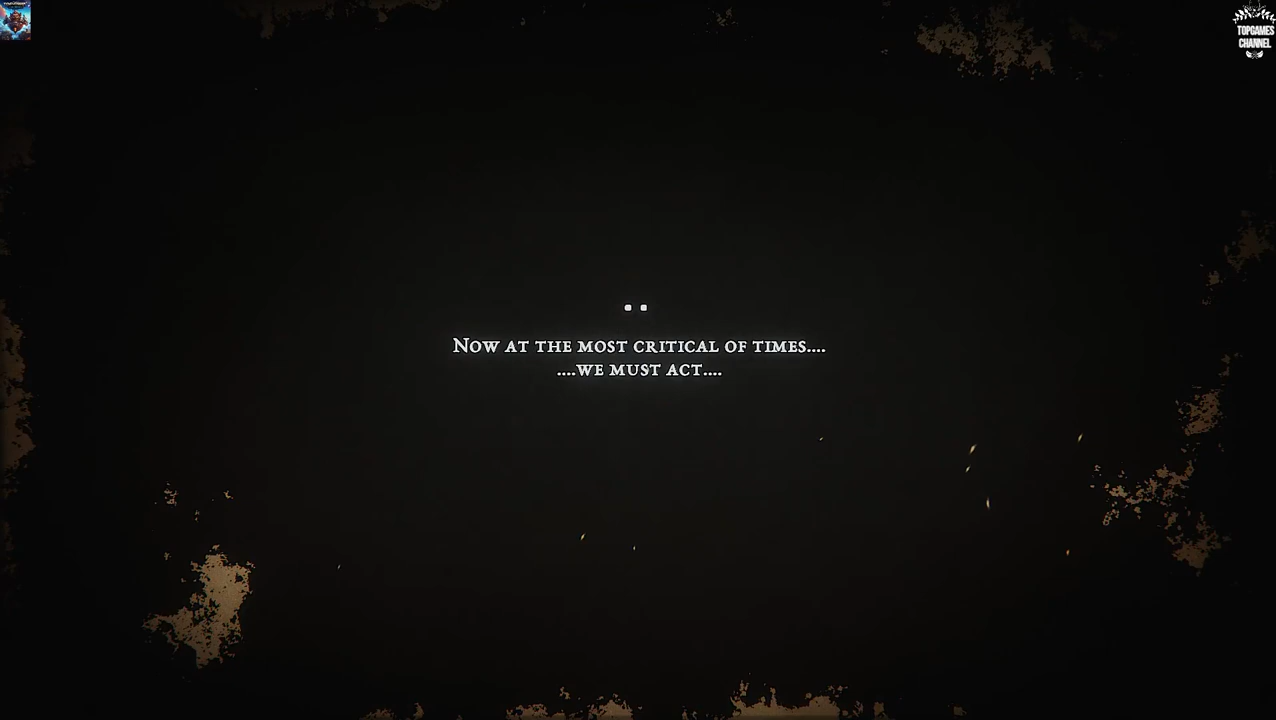 TOPGAMES
CHANNEL
Now at the most critical of times....
....we must act....